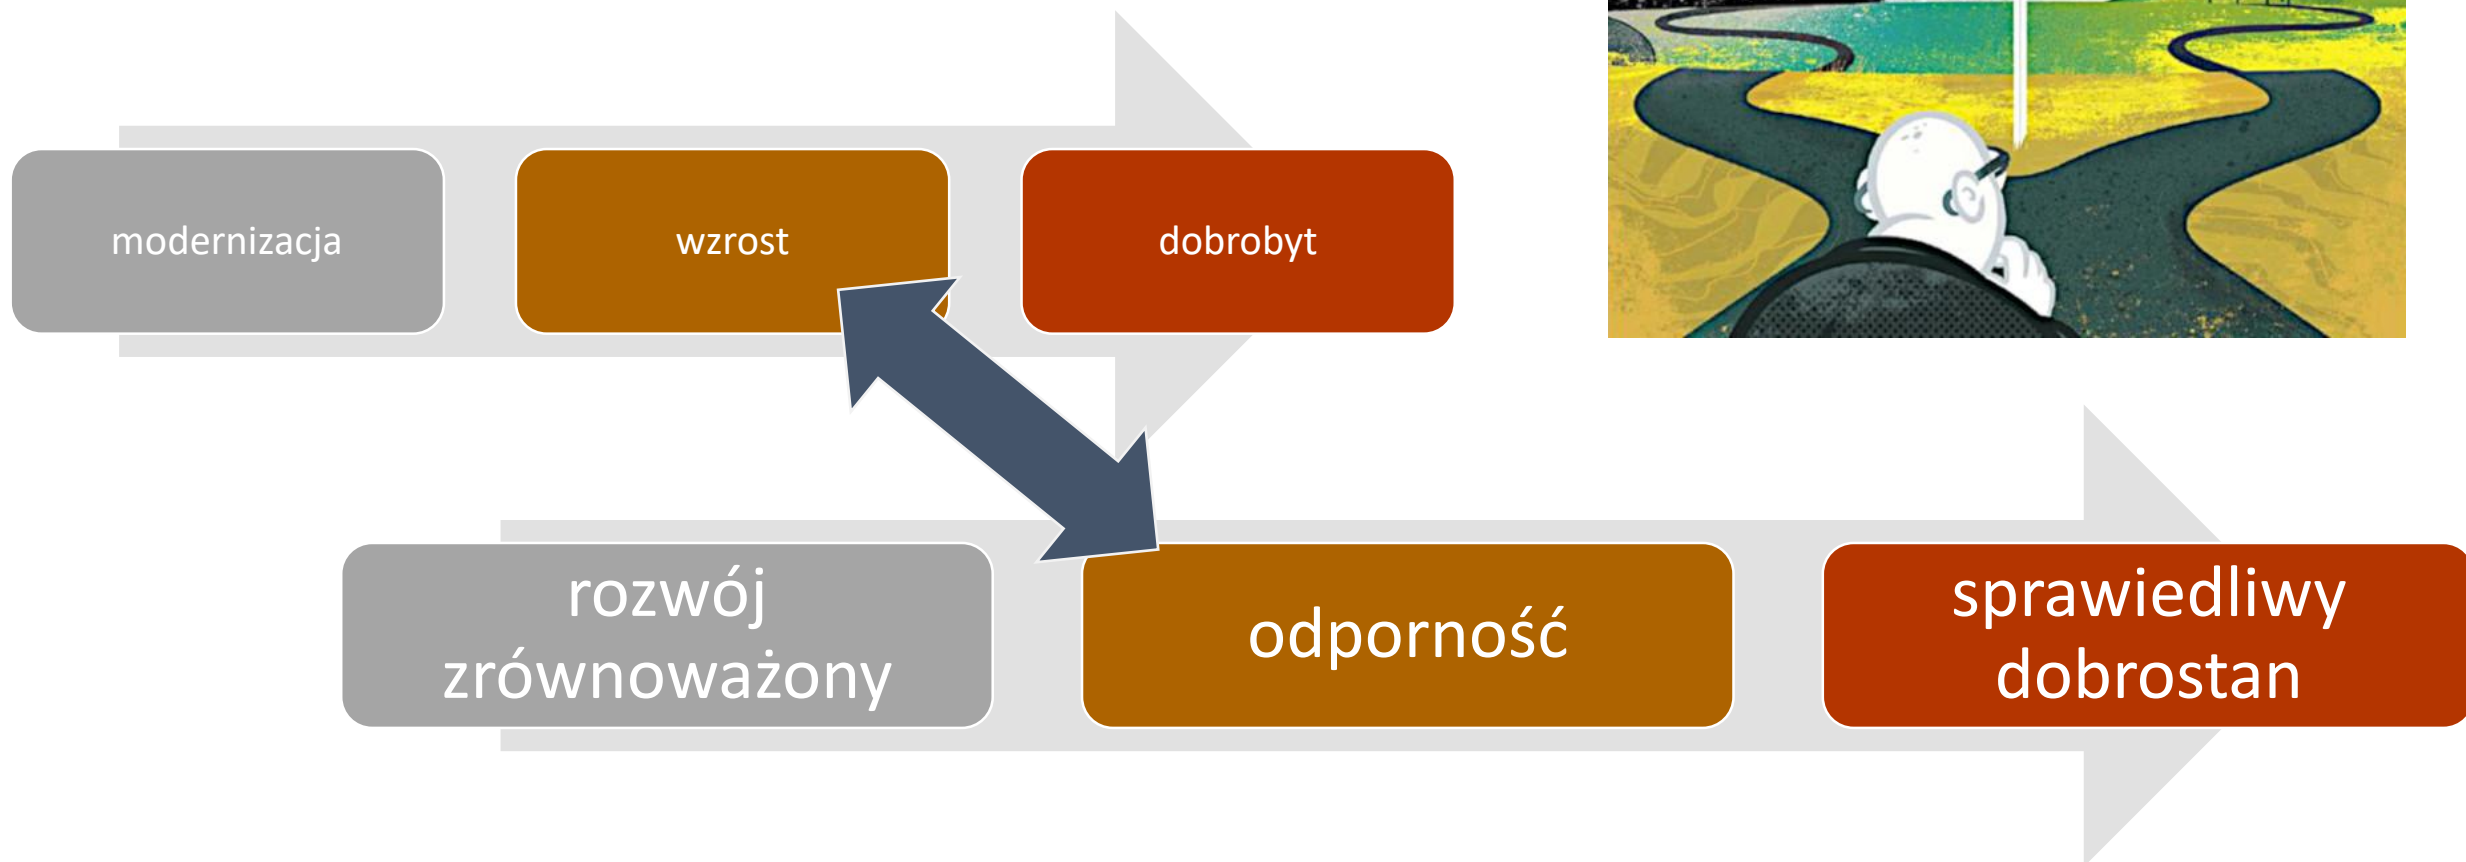 modernizacja
wzrost
dobrobyt
rozwój
zrównoważony
odporność
sprawiedliwy
dobrostan